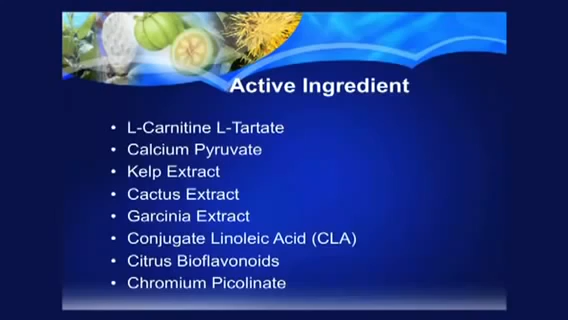 Active Ingredient
• L-Carnitine L-Tartate
• Calcium Pyruvate
• Kelp Extract
• Cactus Extract
• Garcinia Extract
• Conjugate Linoleic Acid (CLA)
• Citrus Bioflavonoids
• Chromium Picolinate